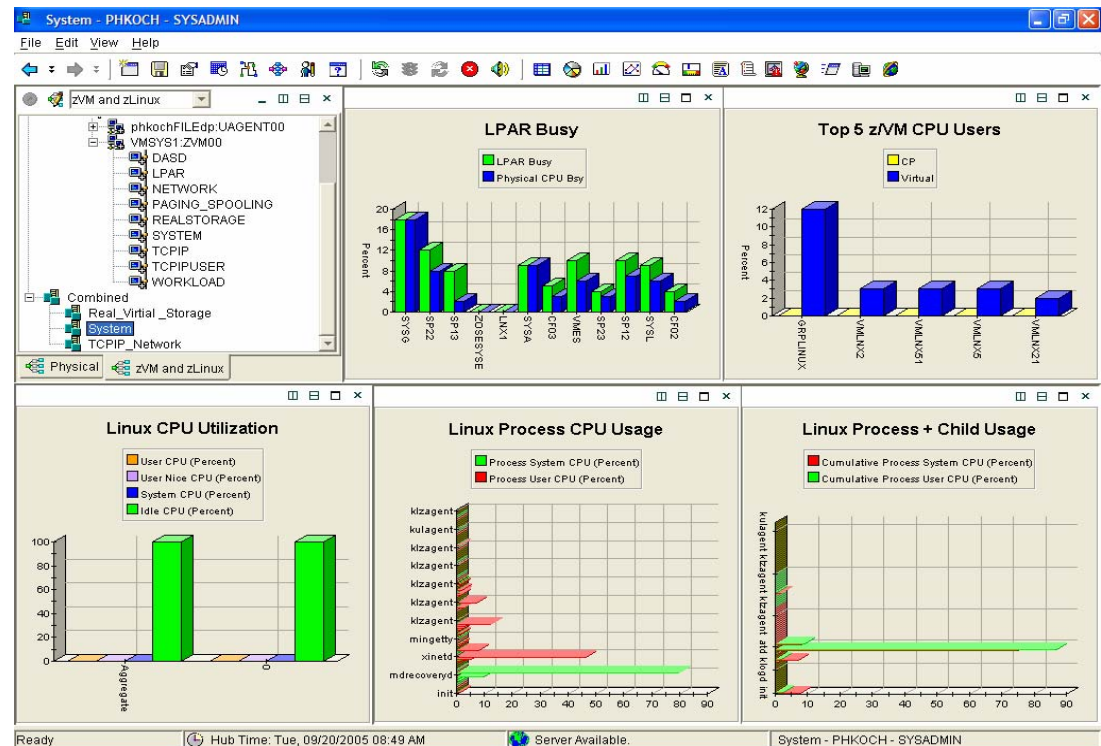 System - PHKOCH - SYSADMIN
File Edit View Help
zVM and zLinux
phkochFILEdp:UAGENT00
VMSYS1:ZVM00
DASD
LPAR
NETWORK
PAGING_SPOOLING
REALSTORAGE
SYSTEM
TCPIP
TCPIPUSER
WORKLOAD
Combined
Real_Virtial _Storage
System
TCPIP_Network
Physical
zVM and zLinux
LPAR Busy
LPAR Busy
Physical CPU Bsy
Percent
20
16
12
8
4
0
SYSG
SP22
SP13
ZOSESYSE
LNX1
SYSA
CF03
VMES
SP23
SP12
SYSL
CF02
Top 5 z/VM CPU Users
CP
Virtual
Percent
12
10
8
6
4
2
0
GRPLINUX
VMLNX2
VMLNX51
VMLNX5
VMLNX21
Linux CPU Utilization
User CPU (Percent)
User Nice CPU (Percent)
System CPU (Percent)
Idle CPU (Percent)
100
80
60
40
20
0
Aggregate
0
Linux Process CPU Usage
Process System CPU (Percent)
Process User CPU (Percent)
klzagent
kulagent
klzagent
klzagent
klzagent
klzagent
klzagent
mingetty
xinetd
mdrecoveryd
init
0 10 20 30 40 50 60 70 80 90
Linux Process + Child Usage
Cumulative Process System CPU (Percent)
Cumulative Process User CPU (Percent)
kulagent klzagent klzagent atd klogd init
0 10 20 30 40 50 60 70 80 90
Ready
Hub Time: Tue, 09/20/2005 08:49 AM
Server Available.
System - PHKOCH - SYSADMIN